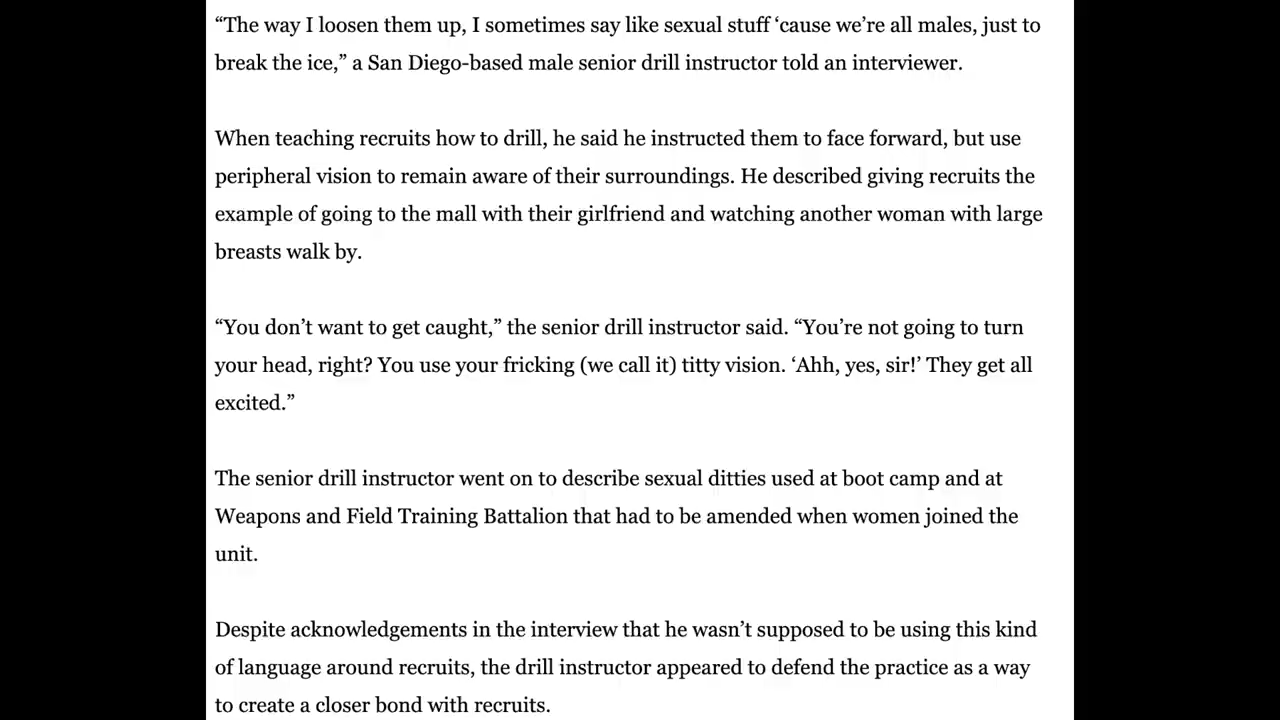 “The way I loosen them up, I sometimes say like sexual stuff ‘cause we’re all males, just to
break the ice,” a San Diego-based male senior drill instructor told an interviewer.
When teaching recruits how to drill, he said he instructed them to face forward, but use
peripheral vision to remain aware of their surroundings. He described giving recruits the
example of going to the mall with their girlfriend and watching another woman with large
breasts walk by.
“You don’t want to get caught,” the senior drill instructor said. “You’re not going to turn
your head, right? You use your fricking (we call it) titty vision. ‘Ahh, yes, sir!’ They get all
excited.”
The senior drill instructor went on to describe sexual ditties used at boot camp and at
Weapons and Field Training Battalion that had to be amended when women joined the
unit.
Despite acknowledgements in the interview that he wasn’t supposed to be using this kind
of language around recruits, the drill instructor appeared to defend the practice as a way
to create a closer bond with recruits.